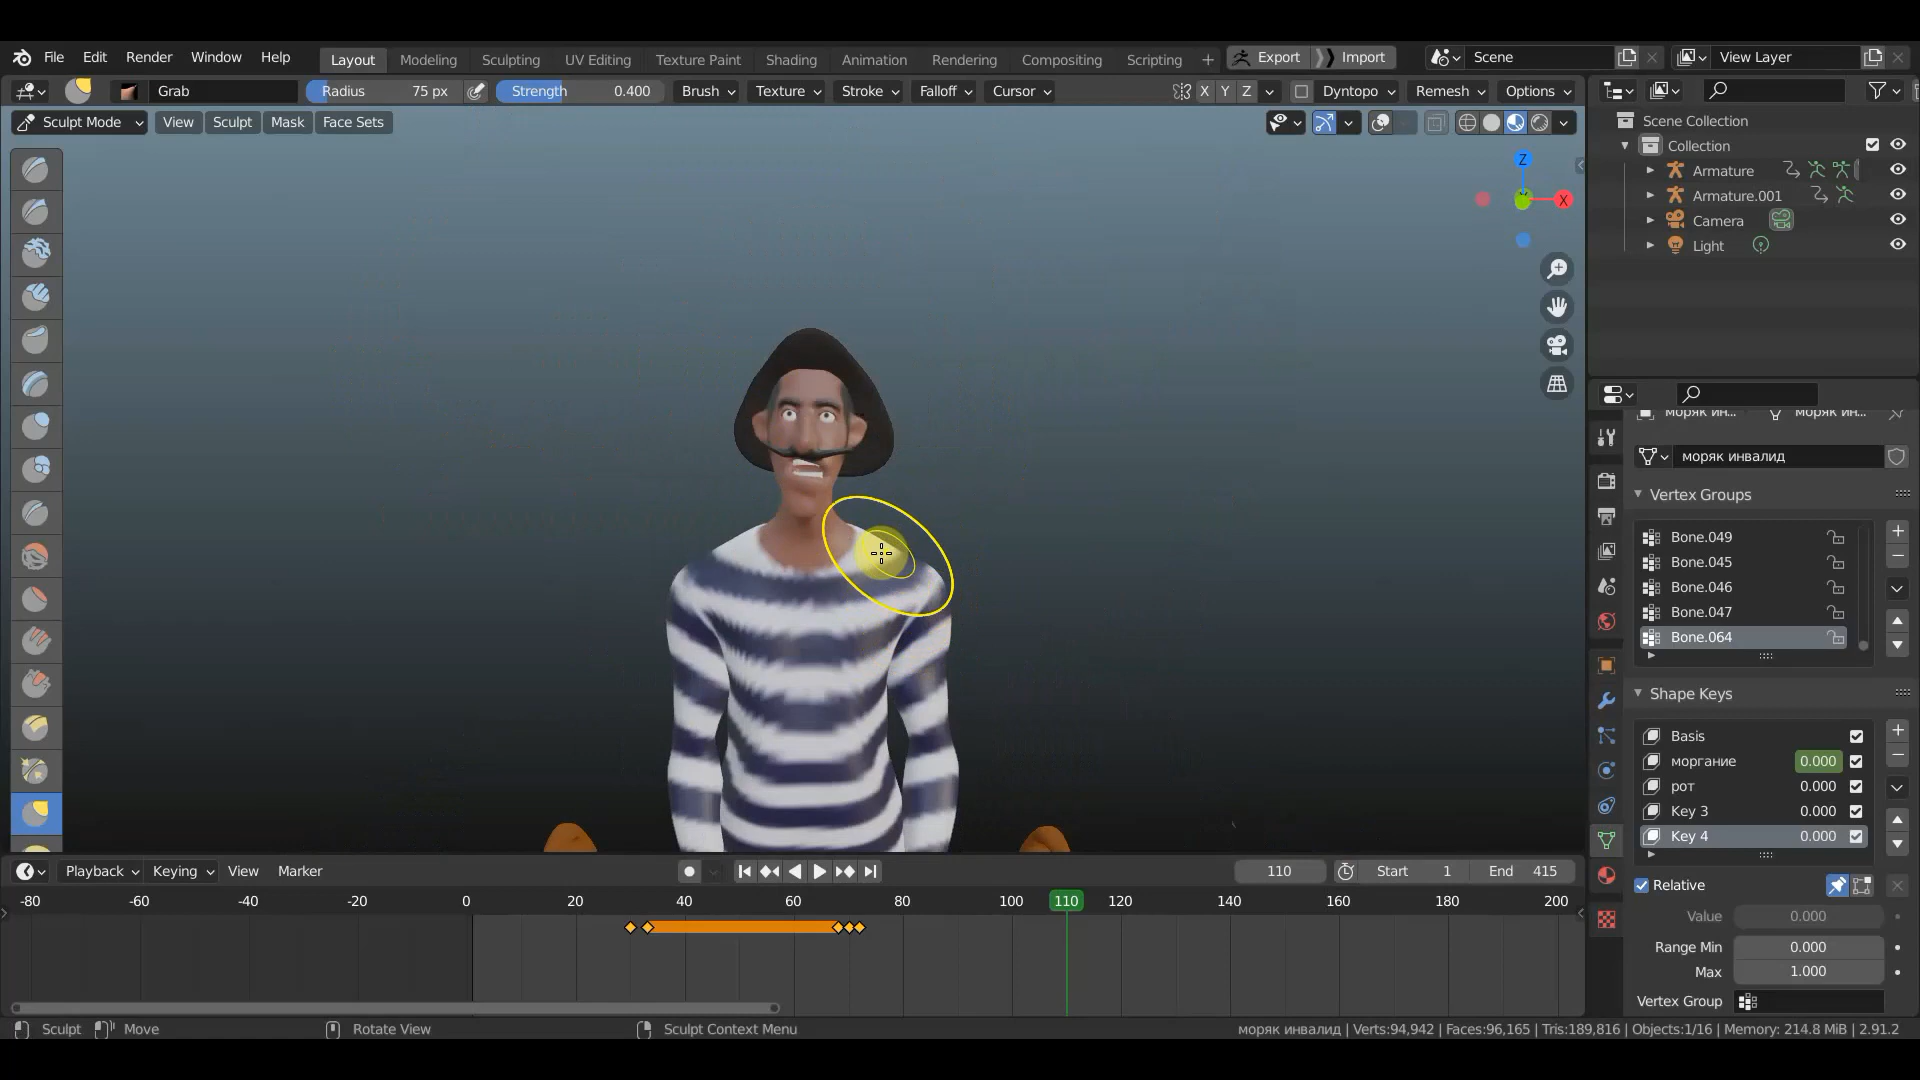 File Edit Render Window Help Layout Modeling Sculpting UV Editing Texture Paint Shading Animation Rendering Compositing Scripting + Export Import Scene View Layer
Grab Radius 75 px Strength 0.400 Brush Texture Stroke Falloff Cursor X Y Z Dyntopo Remesh Options
Sculpt Mode View Sculpt Mask Face Sets
Scene Collection
Collection
Armature
Armature.001
Camera
Light
Z
X
моряк ин... моряк ин...
моряк инвалид
Vertex Groups
Bone.049
Bone.045
Bone.046
Bone.047
Bone.064
Shape Keys
Basis
моргание 0.000
рот 0.000
Key 3 0.000
Key 4 0.000
Relative
Value 0.000
Range Min 0.000
Max 1.000
Vertex Group
Playback Keying View Marker 110 Start 1 End 415
-80 -60 -40 -20 0 20 40 60 80 100 110 120 140 160 180 200
Sculpt Move Rotate View Sculpt Context Menu моряк инвалид | Verts:94,942 | Faces:96,165 | Tris:189,816 | Objects:1/16 | Memory: 214.8 MiB | 2.91.2